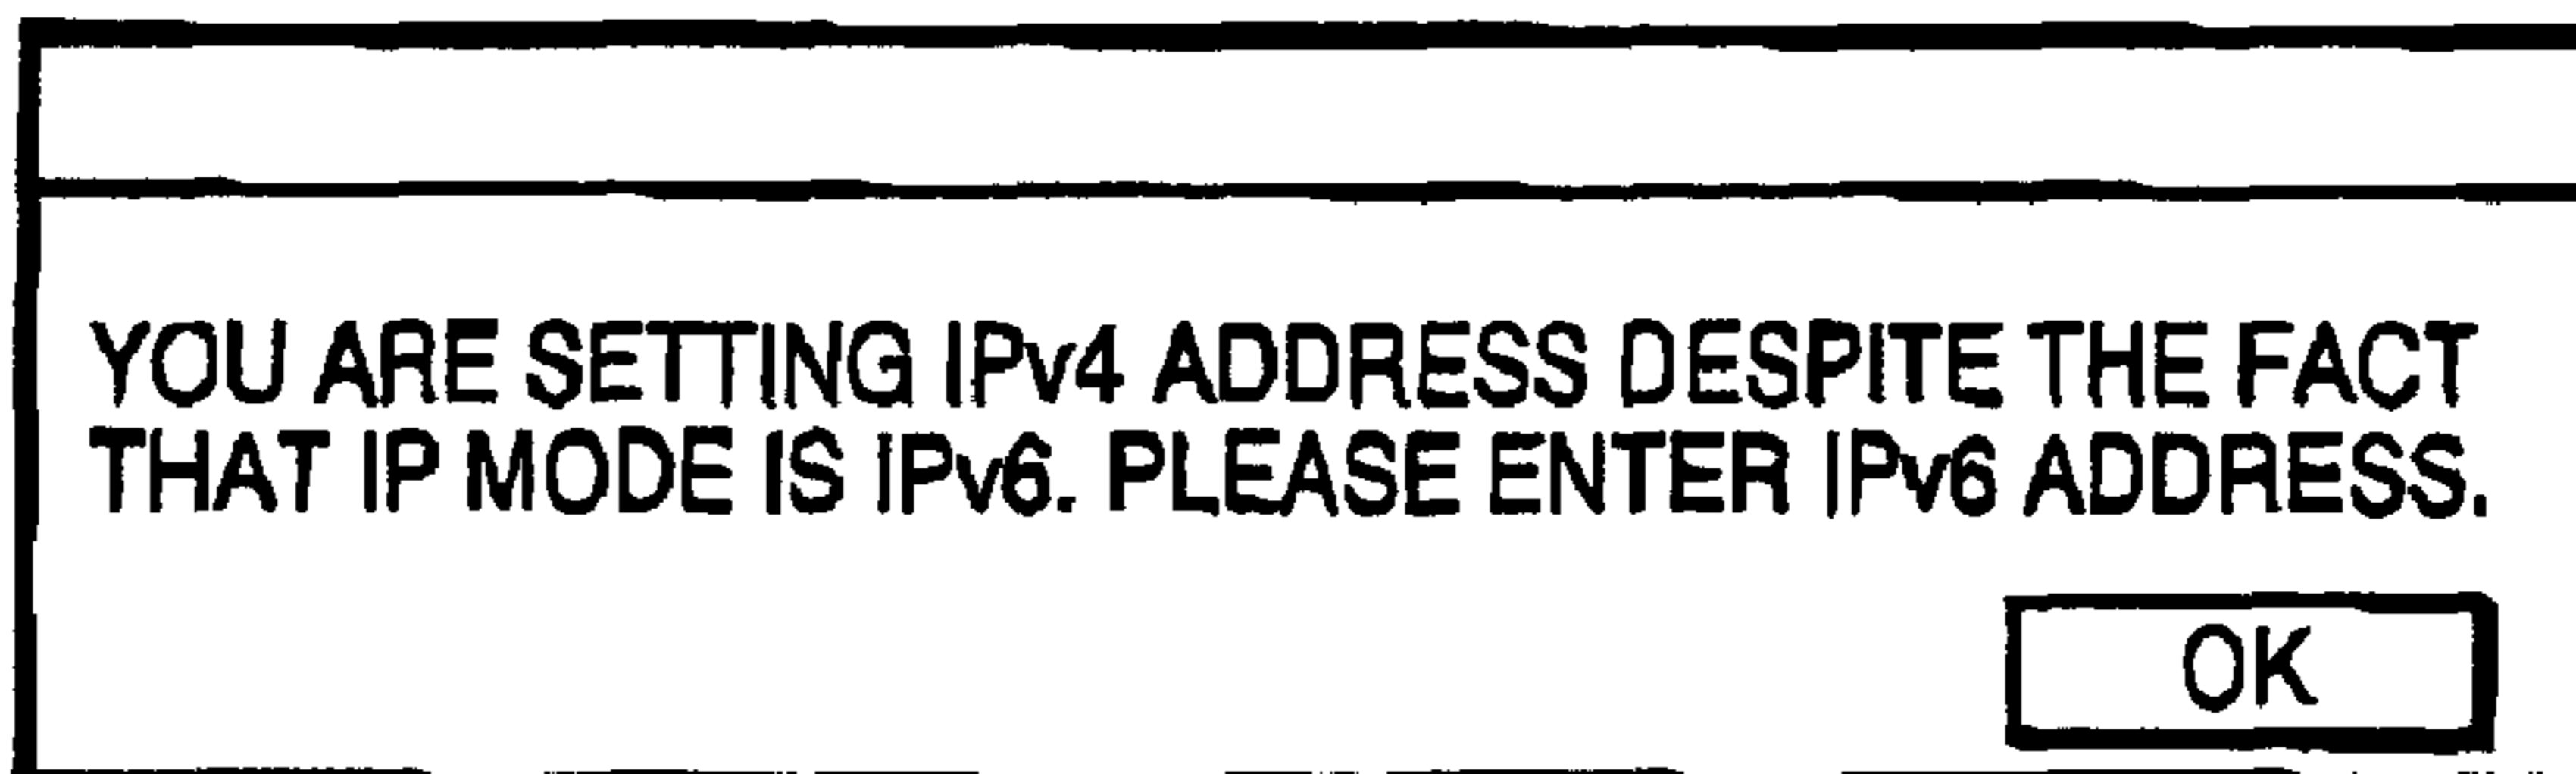 YOU ARE SETTING IPv4 ADDRESS DESPITE THE FACT
THAT IP MODE IS IPv6. PLEASE ENTER IPv6 ADDRESS.
OK